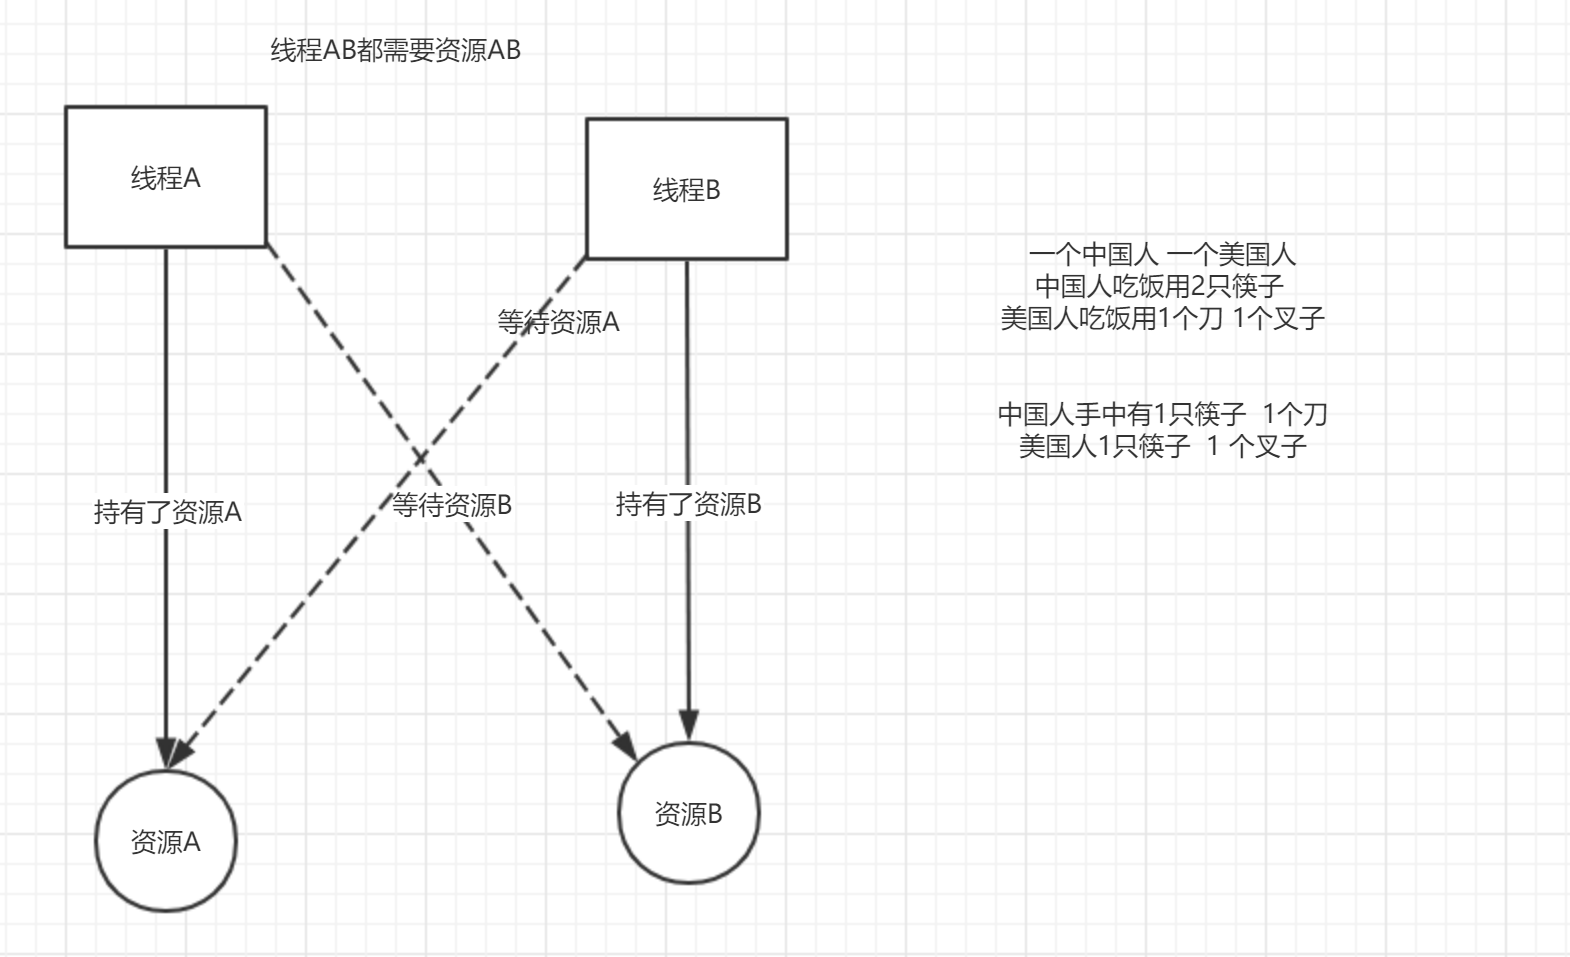 线程AB都需要资源AB
线程A
线程B
等待资源A
持有了资源A
等待资源B
持有了资源B
资源A
资源B
一个中国人 一个美国人
中国人吃饭用2只筷子
美国人吃饭用1个刀 1个叉子
中国人手中有1只筷子 1个刀
美国人1只筷子 1 个叉子